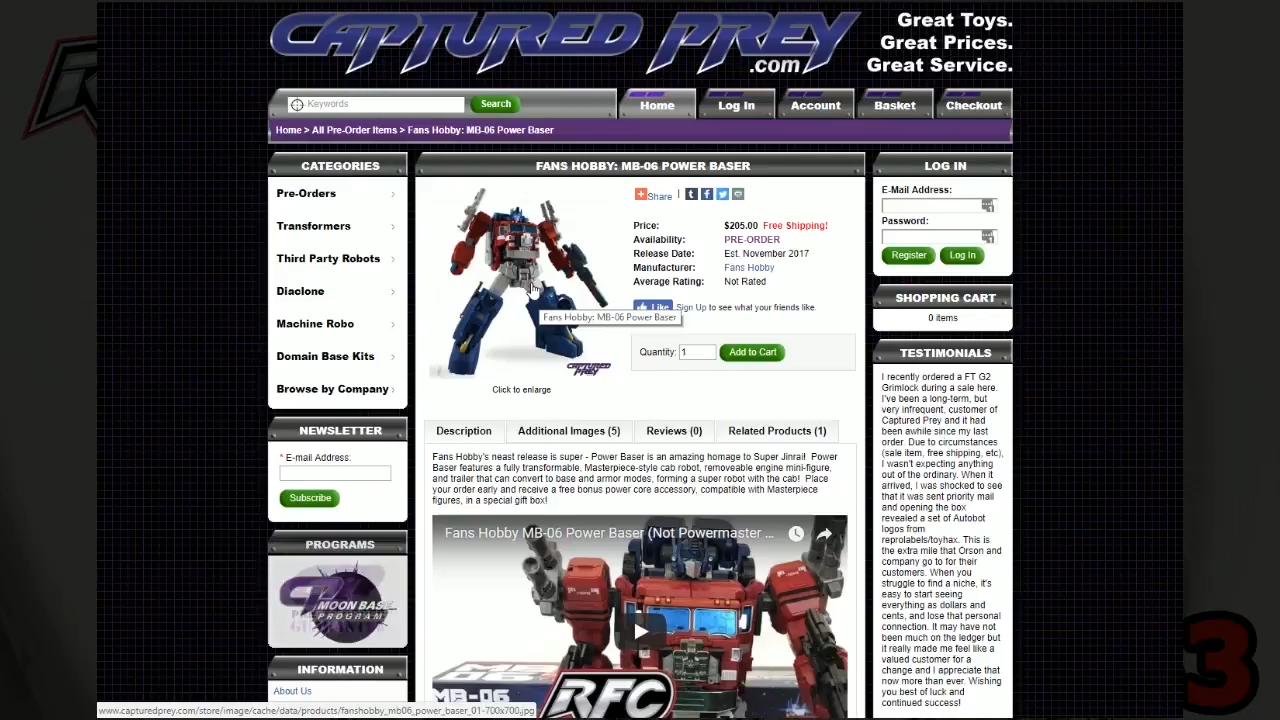 CAPTURED PREY
.com
Great Toys.
Great Prices.
Great Service.
Keywords
Search
Home
Log In
Account
Basket
Checkout
Home > All Pre-Order Items > Fans Hobby: MB-06 Power Baser
CATEGORIES
Pre-Orders
Transformers
Third Party Robots
Diaclone
Machine Robo
Domain Base Kits
Browse by Company
NEWSLETTER
* E-mail Address:
Subscribe
PROGRAMS
MOON BASE
PROGRAM
INFORMATION
About Us
FANS HOBBY: MB-06 POWER BASER
CAPTURED PREY
Click to enlarge
Share |
Price: $205.00 Free Shipping!
Availability: PRE-ORDER
Release Date: Est. November 2017
Manufacturer: Fans Hobby
Average Rating: Not Rated
Like Sign Up to see what your friends like.
Fans Hobby: MB-06 Power Baser
Quantity: 1 Add to Cart
Description
Additional Images (5)
Reviews (0)
Related Products (1)
Fans Hobby's neast release is super - Power Baser is an amazing homage to Super Jinrai! Power
Baser features a fully transformable, Masterpiece-style cab robot, removeable engine mini-figure,
and trailer that can convert to base and armor modes, forming a super robot with the cab! Place
your order early and receive a free bonus power core accessory, compatible with Masterpiece
figures, in a special gift box!
Fans Hobby MB-06 Power Baser (Not Powermaster ...
MB-06
RFC
LOG IN
E-Mail Address:
Password:
Register
Log In
SHOPPING CART
0 items
TESTIMONIALS
I recently ordered a FT G2
Grimlock during a sale here.
I've been a long-term, but
very infrequent, customer of
Captured Prey and it had
been awhile since my last
order. Due to circumstances
(sale item, free shipping, etc),
I wasn't expecting anything
out of the ordinary. When it
arrived, I was shocked to see
that it was sent priority mail
and opening the box
revealed a set of Autobot
logos from
reprolabels/toyhax. This is
the extra mile that Orson and
company go to for their
customers. When you
struggle to find a niche, it's
easy to start seeing
everything as dollars and
cents, and lose that personal
connection. It may have not
been much on the ledger but
it really made me feel like a
valued customer for a
change and I appreciate that
now more than ever. Wishing
you best of luck and
continued success!
www.capturedprey.com/store/image/cache/data/products/fanshobby_mb06_power_baser_01-700x700.jpg
3